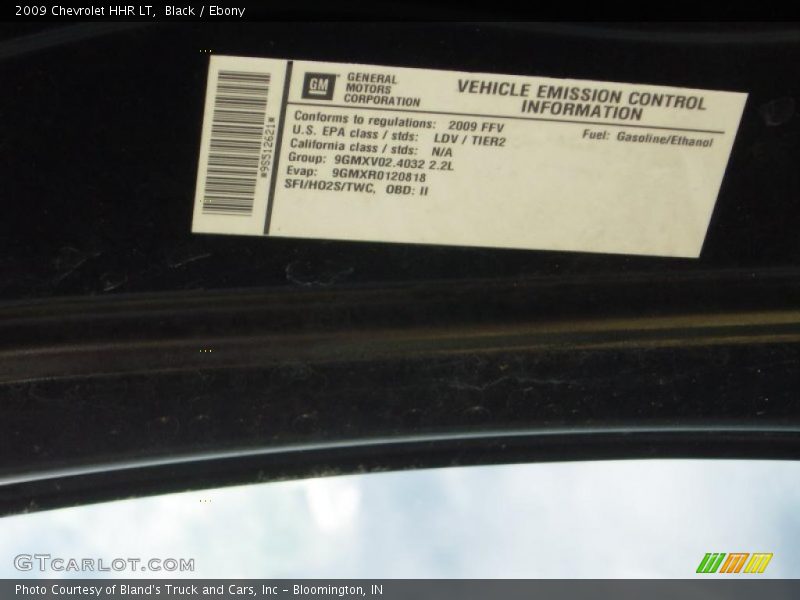 2009 Chevrolet HHR LT, Black / Ebony
*9S512621*
GM
GENERAL
MOTORS
CORPORATION
VEHICLE EMISSION CONTROL
INFORMATION
Conforms to regulations: 2009 FFV
Fuel: Gasoline/Ethanol
U.S. EPA class / stds: LDV / TIER2
California class / stds: N/A
Group: 9GMXV02.4032 2.2L
Evap: 9GMXR0120818
SFI/HO2S/TWC, OBD: II
GTCARLOT.COM
Photo Courtesy of Bland's Truck and Cars, Inc - Bloomington, IN